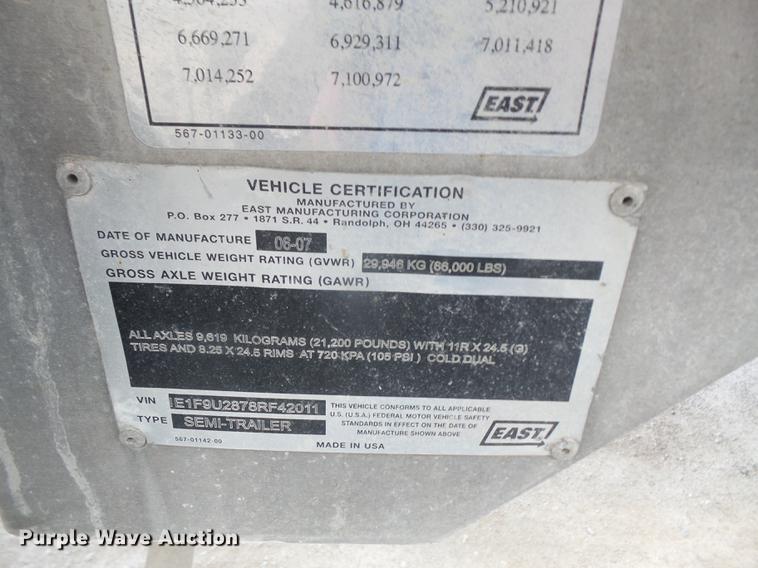 4,616,879 5,210,921
6,669,271 6,929,311 7,011,418
7,014,252 7,100,972
EAST
567-01133-00
VEHICLE CERTIFICATION
MANUFACTURED BY
EAST MANUFACTURING CORPORATION
P.O. Box 277 • 1871 S.R. 44 • Randolph, OH 44265 • (330) 325-9921
DATE OF MANUFACTURE 06-07
GROSS VEHICLE WEIGHT RATING (GVWR) 29,946 KG (66,000 LBS)
GROSS AXLE WEIGHT RATING (GAWR)
ALL AXLES 9,619 KILOGRAMS (21,200 POUNDS) WITH 11R X 24.5 (G)
TIRES AND 8.25 X 24.5 RIMS AT 720 KPA (105 PSI) COLD DUAL
VIN 1E1F9U2878RF42011
TYPE SEMI-TRAILER
THIS VEHICLE CONFORMS TO ALL APPLICABLE
U.S. (U.S.A.) FEDERAL MOTOR VEHICLE SAFETY
STANDARDS IN EFFECT ON THE DATE OF
MANUFACTURE SHOWN ABOVE
EAST
567-01142-00
MADE IN USA
Purple Wave Auction